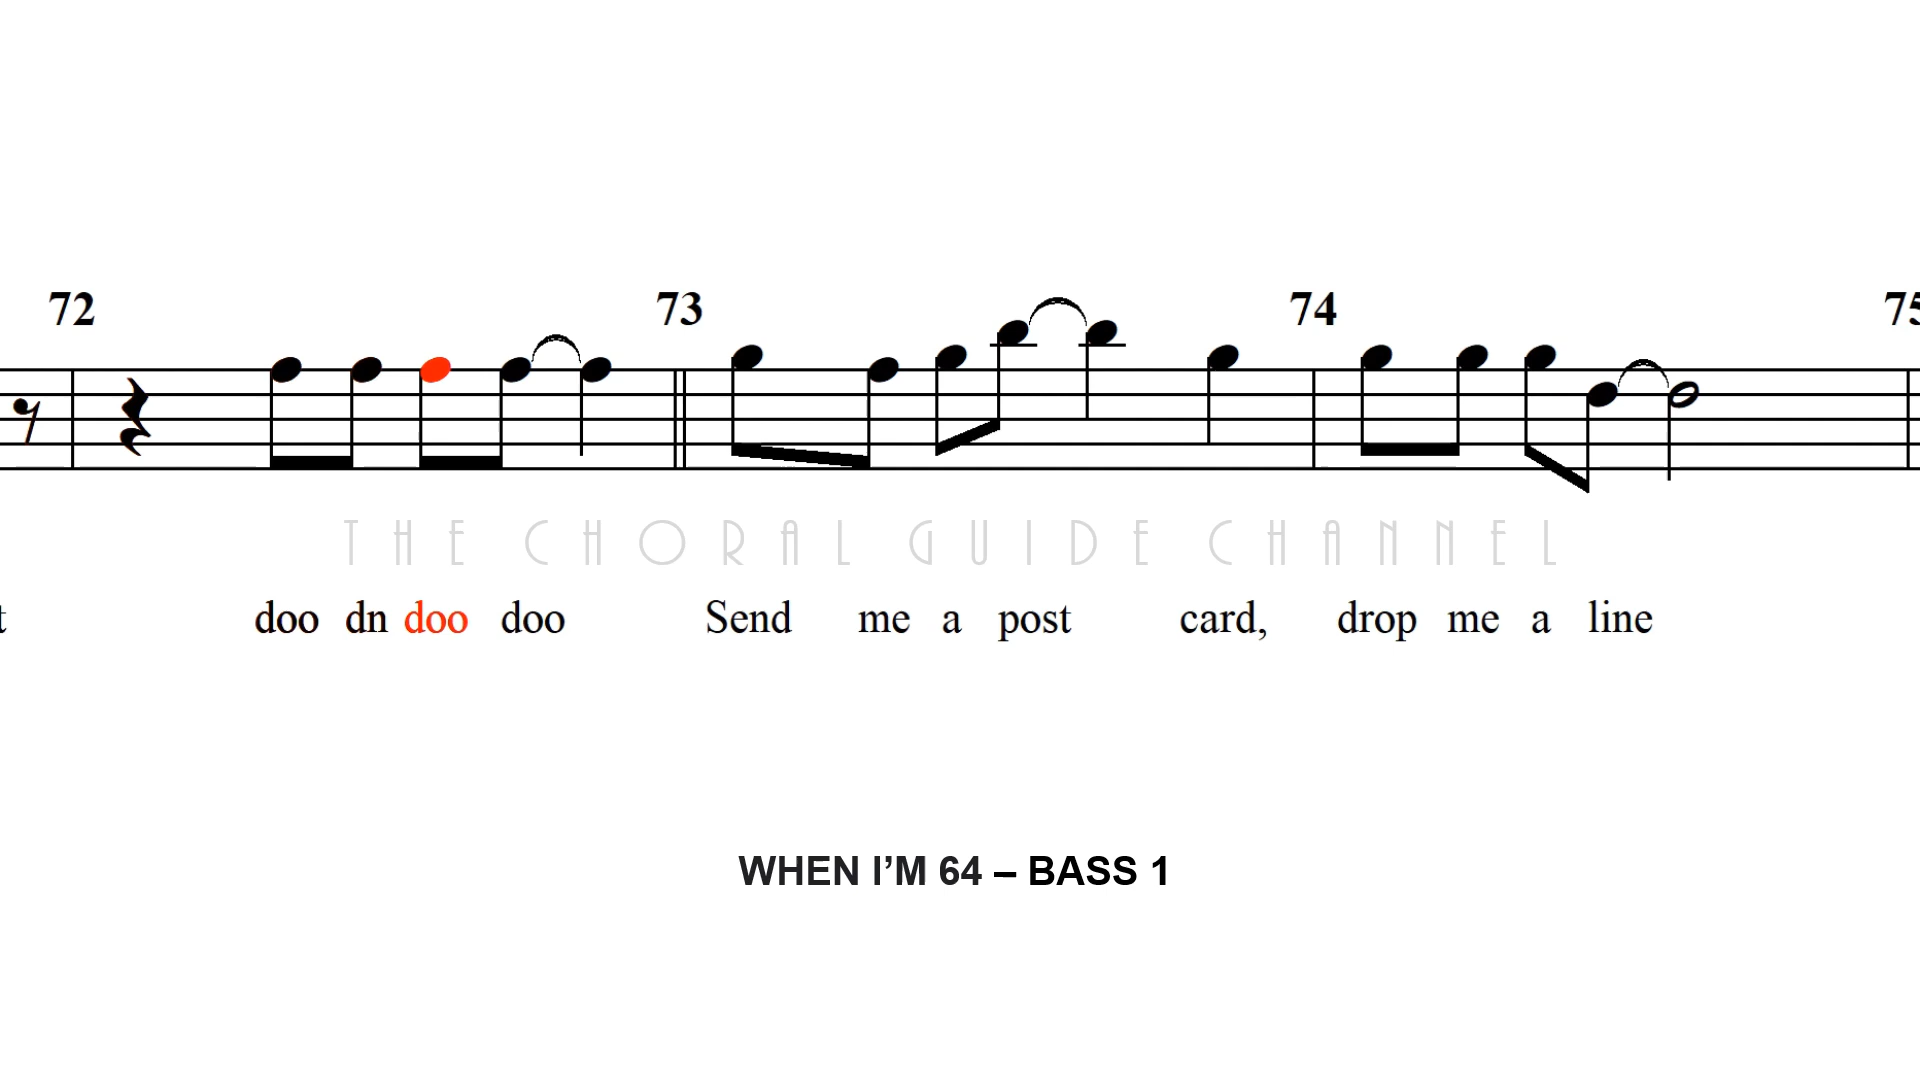 72 73 74 75
THE CHORAL GUIDE CHANNEL
t doo dn doo doo Send me a post card, drop me a line
WHEN I’M 64 – BASS 1